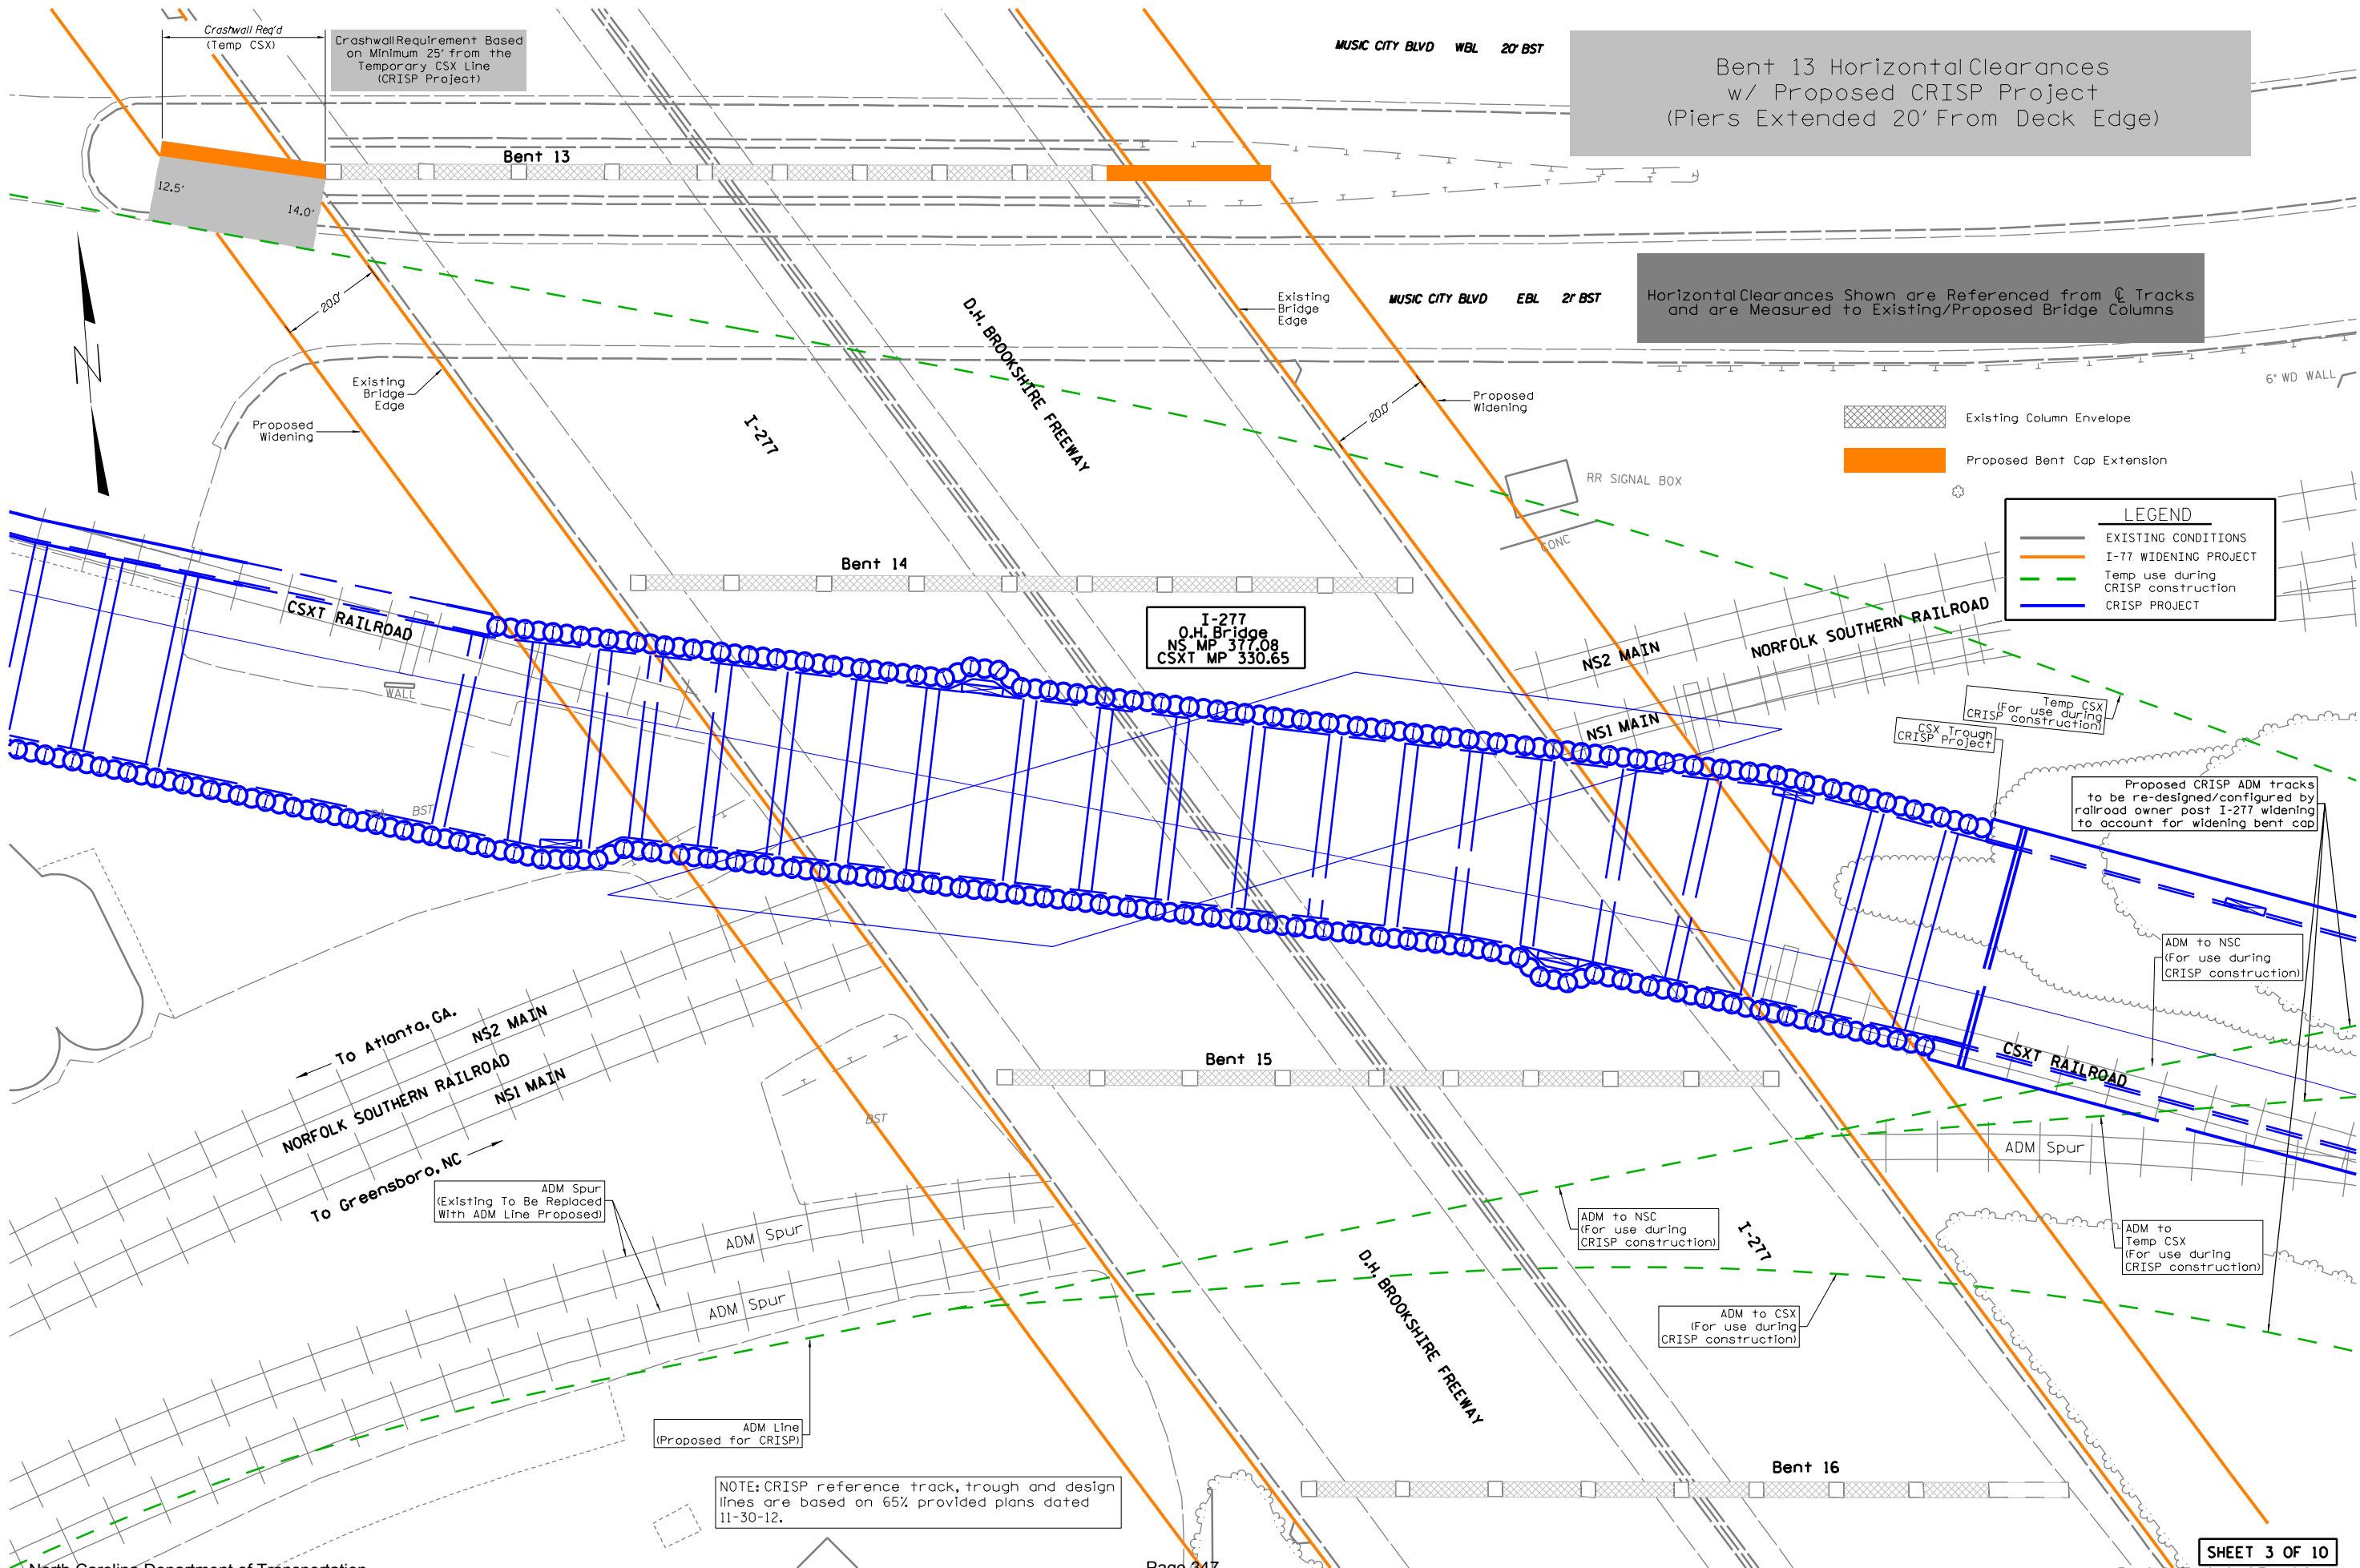 Crashwall Req'd
(Temp CSX)
Crashwall Requirement Based
on Minimum 25' from the
Temporary CSX Line
(CRISP Project)
MUSIC CITY BLVD WBL 20' BST
Bent 13 Horizontal Clearances
w/ Proposed CRISP Project
(Piers Extended 20' From Deck Edge)
Bent 13
12.5'
14.0'
20.0'
N
Existing
Bridge
Edge
Proposed
Widening
I-277
D.H. BROOKSHIRE FREEWAY
Existing
Bridge
Edge
MUSIC CITY BLVD EBL 21' BST
Horizontal Clearances Shown are Referenced from ℄ Tracks
and are Measured to Existing/Proposed Bridge Columns
6" WD WALL
20.0'
Proposed
Widening
Existing Column Envelope
Proposed Bent Cap Extension
RR SIGNAL BOX
CONC
LEGEND
EXISTING CONDITIONS
I-77 WIDENING PROJECT
Temp use during
CRISP construction
CRISP PROJECT
Bent 14
CSXT RAILROAD
WALL
I-277
O.H. Bridge
NS MP 377.08
CSXT MP 330.65
NS2 MAIN
NORFOLK SOUTHERN RAILROAD
NS1 MAIN
Temp CSX
(For use during
CRISP construction)
CSX Trough
CRISP Project
Proposed CRISP ADM tracks
to be re-designed/configured by
railroad owner post I-277 widening
to account for widening bent cap
BST
ADM to NSC
(For use during
CRISP construction)
To Atlanta, GA.
NS2 MAIN
NORFOLK SOUTHERN RAILROAD
NS1 MAIN
To Greensboro, NC
Bent 15
CSXT RAILROAD
BST
ADM Spur
ADM Spur
(Existing To Be Replaced
With ADM Line Proposed)
ADM Spur
ADM Spur
ADM to NSC
(For use during
CRISP construction)
I-277
ADM to
Temp CSX
(For use during
CRISP construction)
D.H. BROOKSHIRE FREEWAY
ADM to CSX
(For use during
CRISP construction)
ADM Line
(Proposed for CRISP)
Bent 16
NOTE: CRISP reference track, trough and design
lines are based on 65% provided plans dated
11-30-12.
SHEET 3 OF 10
North Carolina Department of Transportation
Page 347